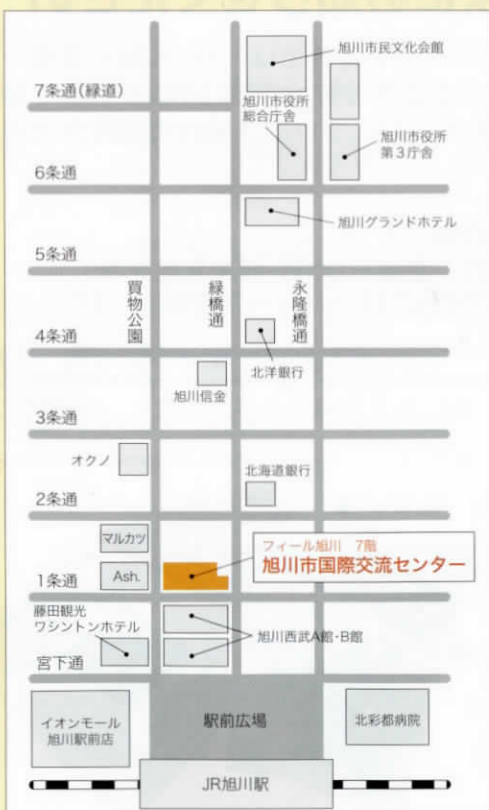 旭川市民文化会館
7条通(緑道)
旭川市役所
総合庁舎
旭川市役所
第3庁舎
6条通
旭川グランドホテル
5条通
買物公園
緑橋通
永隆橋通
4条通
北洋銀行
旭川信金
3条通
オクノ
北海道銀行
2条通
マルカツ
フィール旭川 7階
旭川市国際交流センター
Ash.
1条通
藤田観光
ワシントンホテル
旭川西武A館・B館
宮下通
イオンモール
旭川駅前店
駅前広場
北彩都病院
JR旭川駅